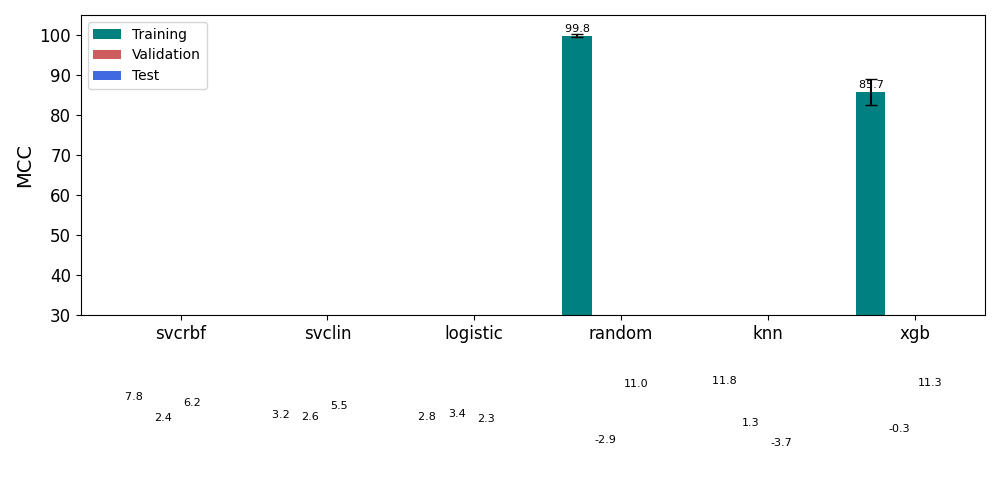 Training
Validation
Test
MCC
100
90
80
70
60
50
40
30
99.8
85.7
svcrbf svclin logistic random knn xgb
7.8 2.4 6.2
3.2 2.6 5.5
2.8 3.4 2.3
-2.9 11.0
11.8 1.3 -3.7
-0.3 11.3